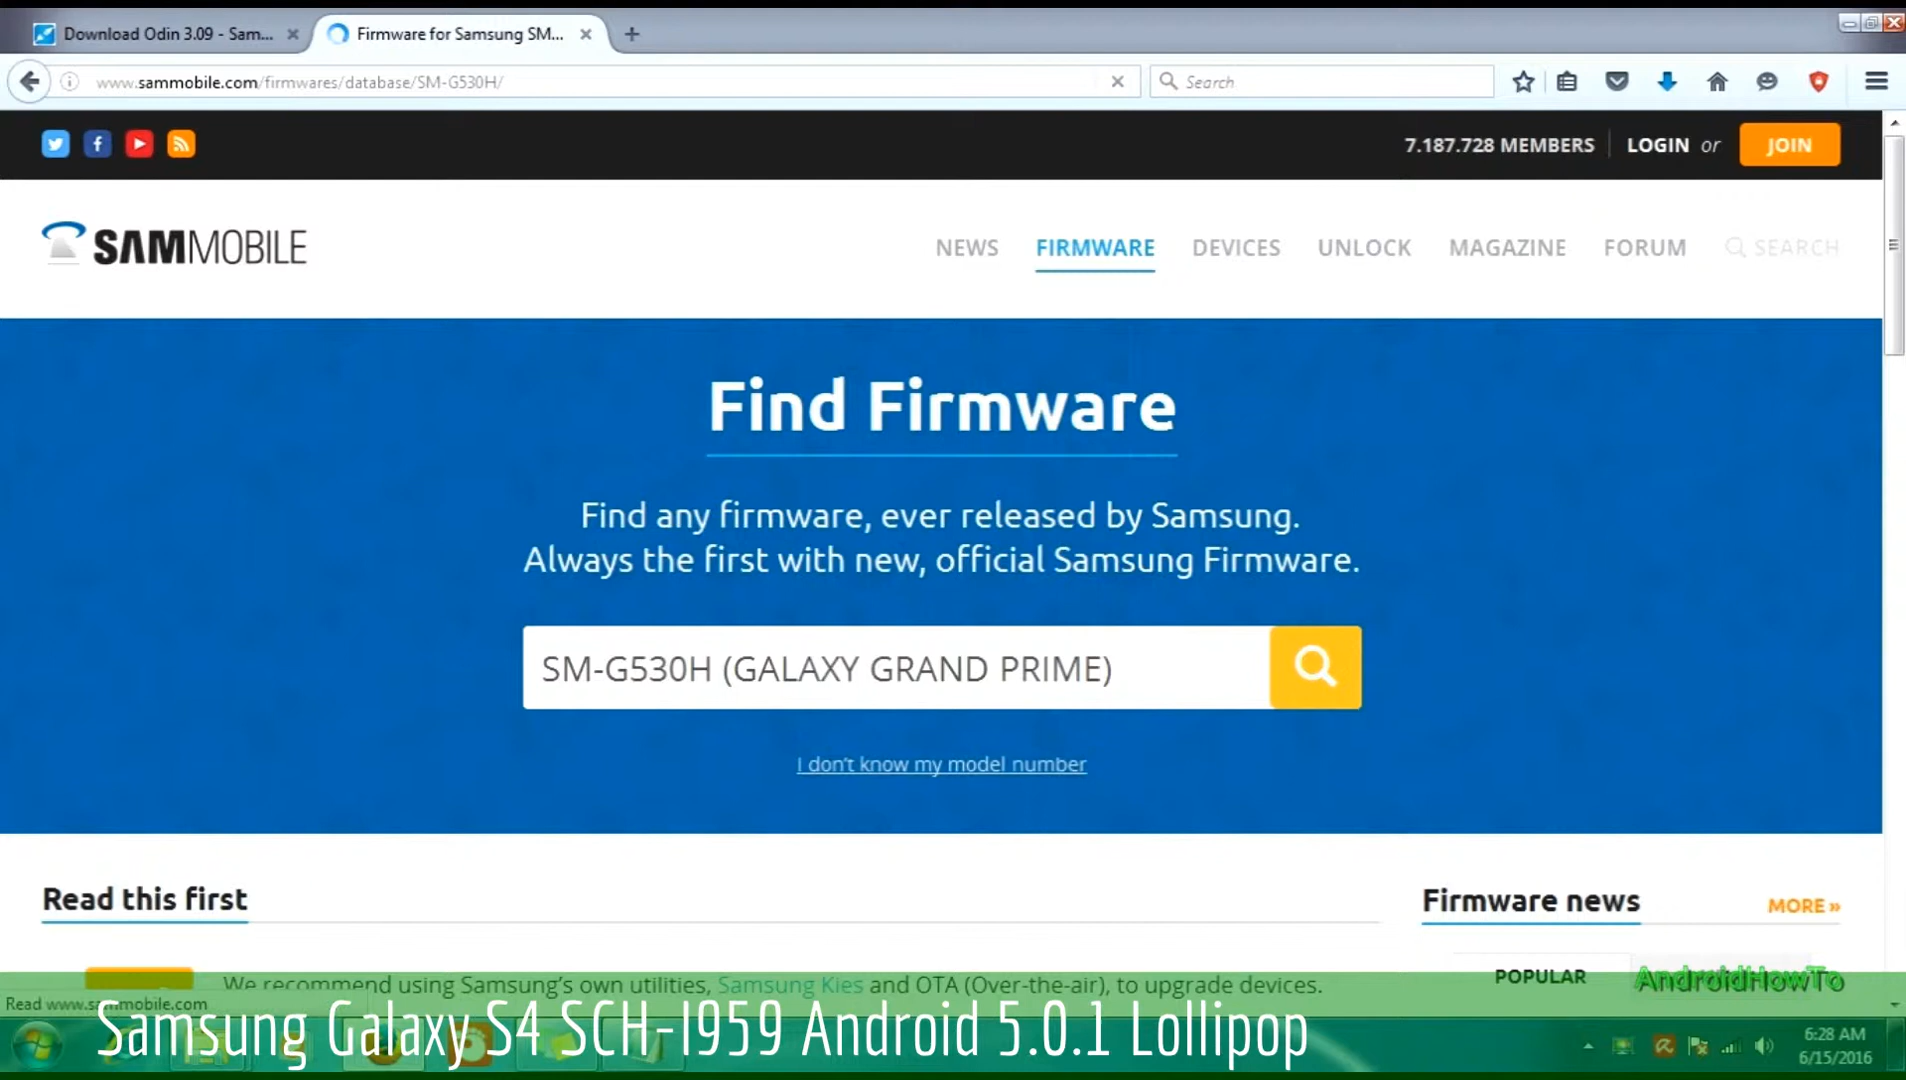 Download Odin 3.09 - Sam...
Firmware for Samsung SM...
www.sammobile.com/firmwares/database/SM-G530H/
Search
7.187.728 MEMBERS
LOGIN or
JOIN
SAMMOBILE
NEWS
FIRMWARE
DEVICES
UNLOCK
MAGAZINE
FORUM
SEARCH
Find Firmware
Find any firmware, ever released by Samsung.
Always the first with new, official Samsung Firmware.
SM-G530H (GALAXY GRAND PRIME)
I don't know my model number
Read this first
Firmware news
MORE »
We recommend using Samsung's own utilities, Samsung Kies and OTA (Over-the-air), to upgrade devices.
POPULAR
AndroidHowTo
Read www.sammobile.com
Samsung Galaxy S4 SCH-I959 Android 5.0.1 Lollipop
6:28 AM
6/15/2016